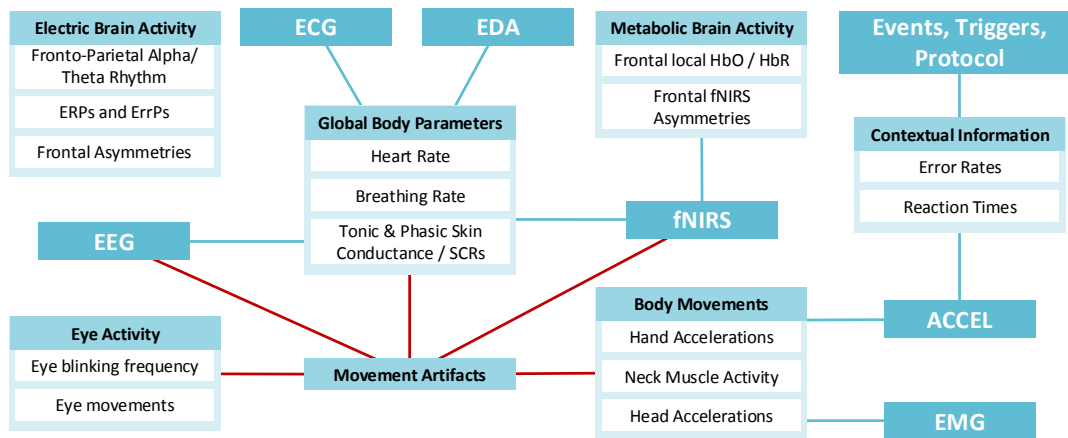 Electric Brain Activity
Fronto-Parietal Alpha/
Theta Rhythm
ERPs and ErrPs
Frontal Asymmetries
ECG
EDA
Global Body Parameters
Heart Rate
Breathing Rate
Tonic & Phasic Skin
Conductance / SCRs
Metabolic Brain Activity
Frontal local HbO / HbR
Frontal fNIRS
Asymmetries
Events, Triggers,
Protocol
Contextual Information
Error Rates
Reaction Times
EEG
fNIRS
Eye Activity
Eye blinking frequency
Eye movements
Movement Artifacts
Body Movements
Hand Accelerations
Neck Muscle Activity
Head Accelerations
ACCEL
EMG